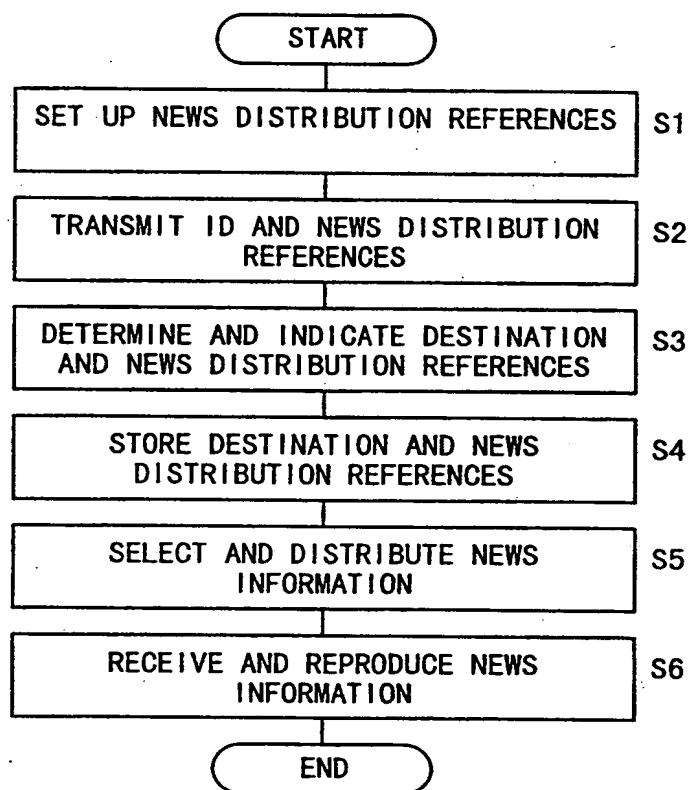 START
SET UP NEWS DISTRIBUTION REFERENCES S1
TRANSMIT ID AND NEWS DISTRIBUTION
REFERENCES
S2
DETERMINE AND INDICATE DESTINATION
AND NEWS DISTRIBUTION REFERENCES
S3
STORE DESTINATION AND NEWS
DISTRIBUTION REFERENCES
S4
SELECT AND DISTRIBUTE NEWS
INFORMATION
S5
RECEIVE AND REPRODUCE NEWS
INFORMATION
S6
END